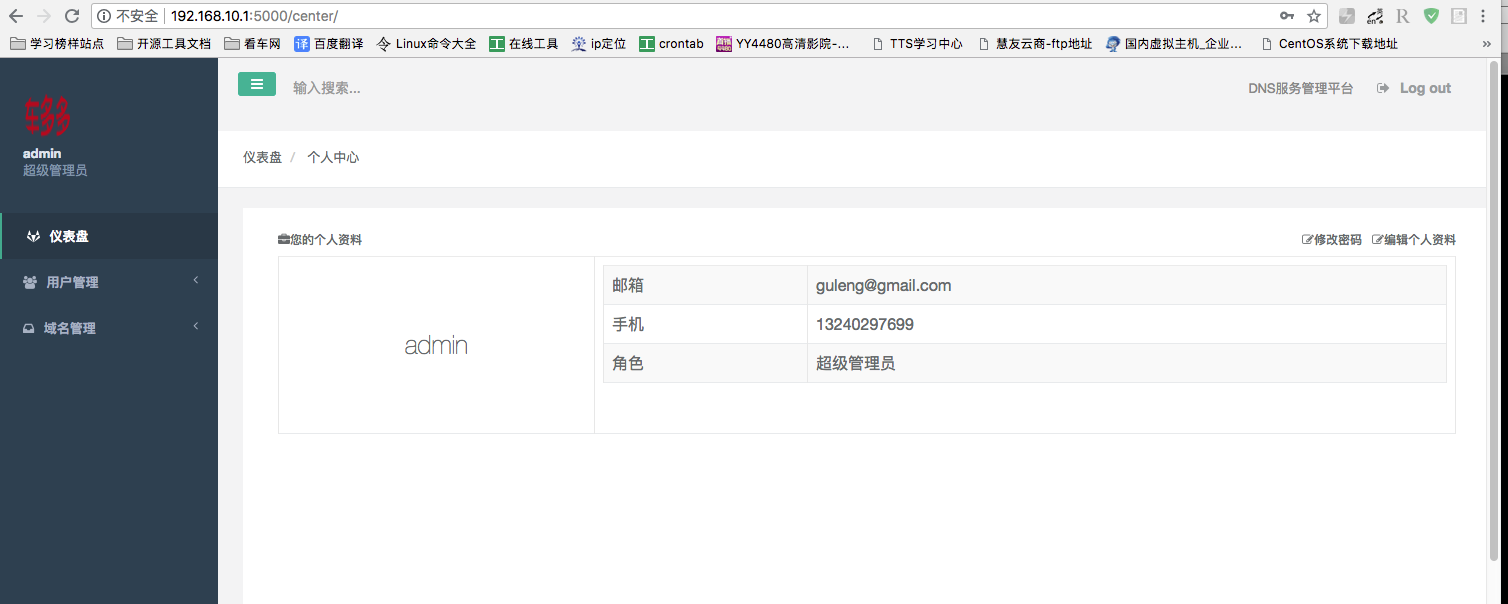 不安全 192.168.10.1:5000/center/
学习榜样站点 开源工具文档 看车网 译 百度翻译 Linux命令大全 工 在线工具 ip定位 工 crontab YY4480高清影院-... TTS学习中心 慧友云商-ftp地址 国内虚拟主机_企业... CentOS系统下载地址 »
输入搜索...
DNS服务管理平台 Log out
车多多
admin
超级管理员
仪表盘 / 个人中心
仪表盘
用户管理
域名管理
您的个人资料
修改密码 编辑个人资料
admin
邮箱 guleng@gmail.com
手机 13240297699
角色 超级管理员